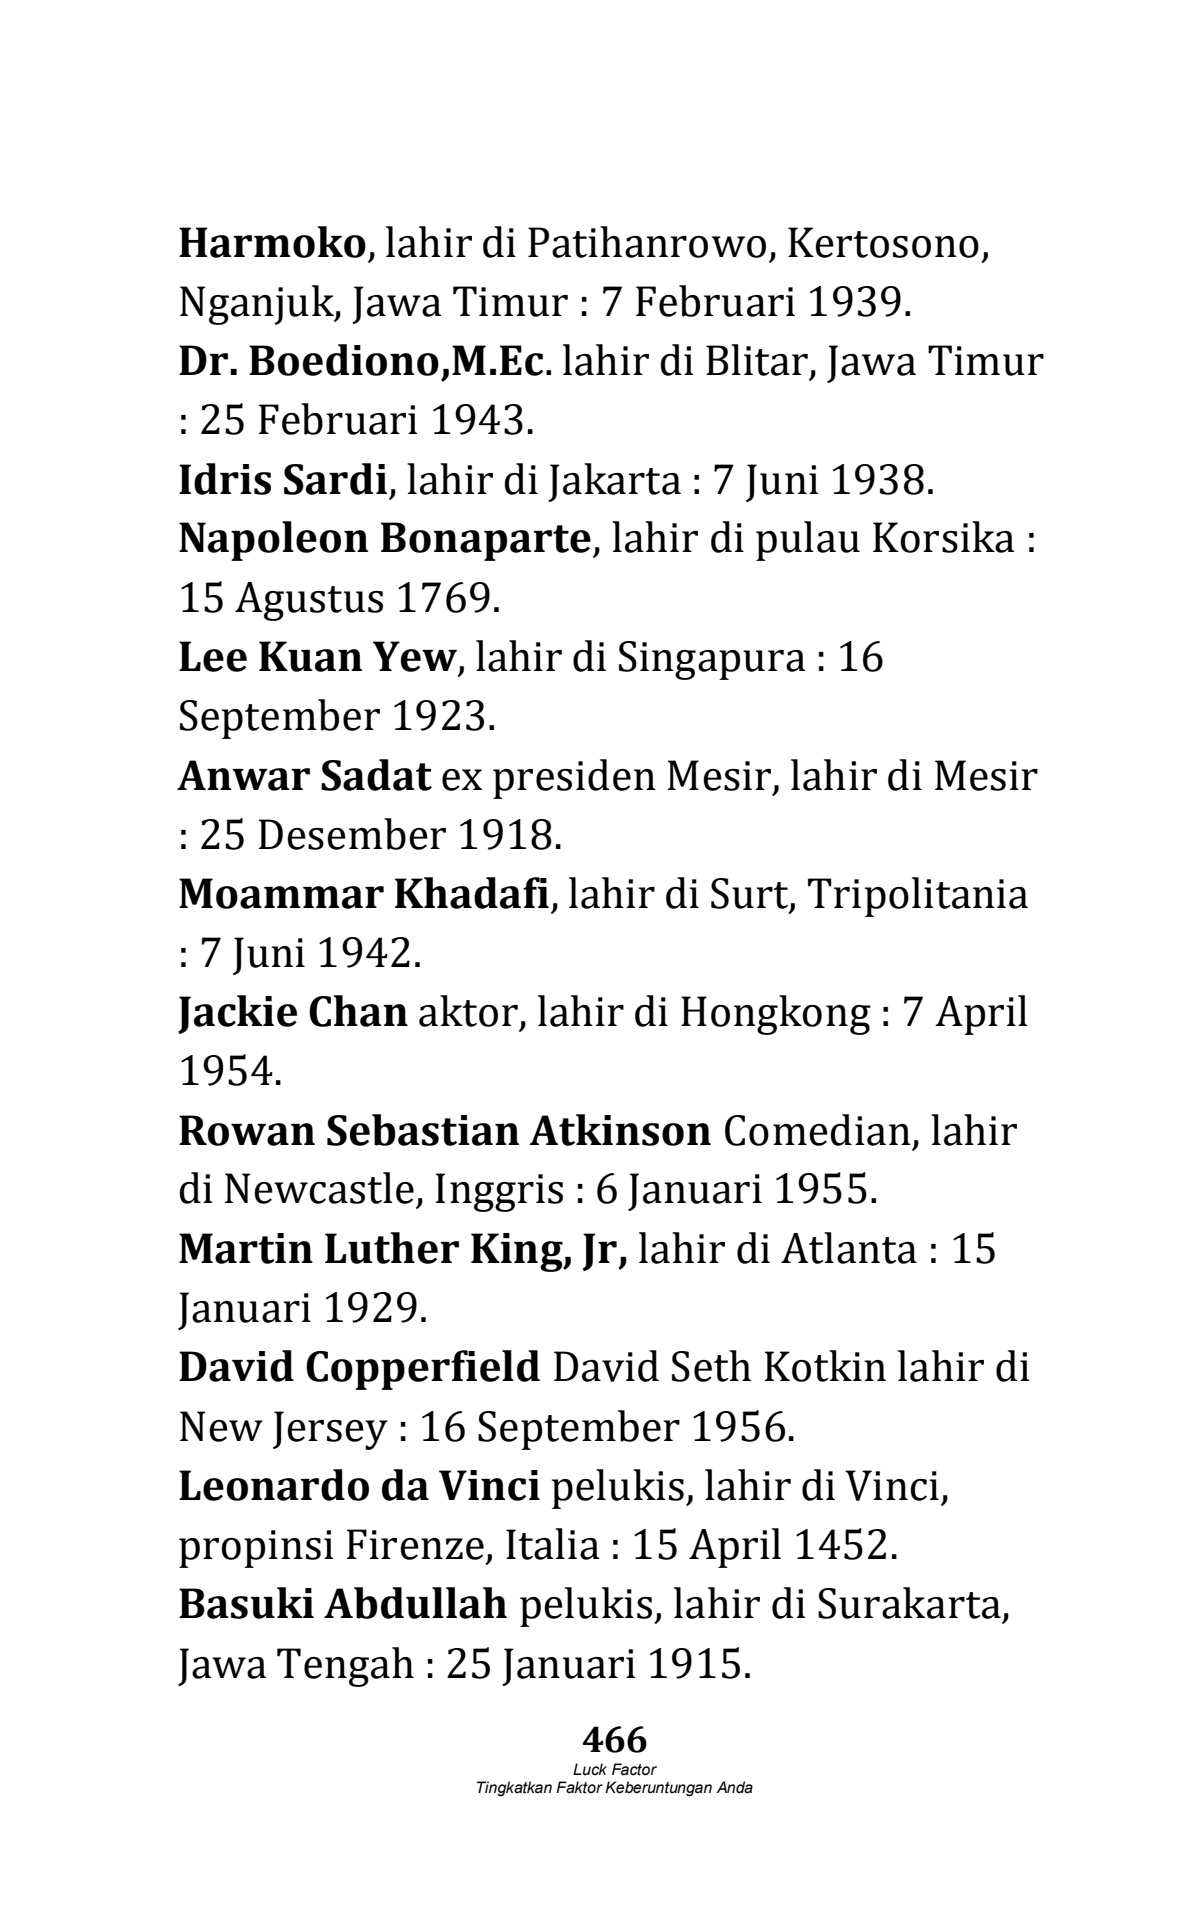 Harmoko, lahir di Patihanrowo, Kertosono,
Nganjuk, Jawa Timur : 7 Februari 1939.
Dr. Boediono,M.Ec. lahir di Blitar, Jawa Timur
: 25 Februari 1943.
Idris Sardi, lahir di Jakarta : 7 Juni 1938.
Napoleon Bonaparte, lahir di pulau Korsika :
15 Agustus 1769.
Lee Kuan Yew, lahir di Singapura : 16
September 1923.
Anwar Sadat ex presiden Mesir, lahir di Mesir
: 25 Desember 1918.
Moammar Khadafi, lahir di Surt, Tripolitania
: 7 Juni 1942.
Jackie Chan aktor, lahir di Hongkong : 7 April
1954.
Rowan Sebastian Atkinson Comedian, lahir
di Newcastle, Inggris : 6 Januari 1955.
Martin Luther King, Jr, lahir di Atlanta : 15
Januari 1929.
David Copperfield David Seth Kotkin lahir di
New Jersey : 16 September 1956.
Leonardo da Vinci pelukis, lahir di Vinci,
propinsi Firenze, Italia : 15 April 1452.
Basuki Abdullah pelukis, lahir di Surakarta,
Jawa Tengah : 25 Januari 1915.
466
Luck Factor
Tingkatkan Faktor Keberuntungan Anda